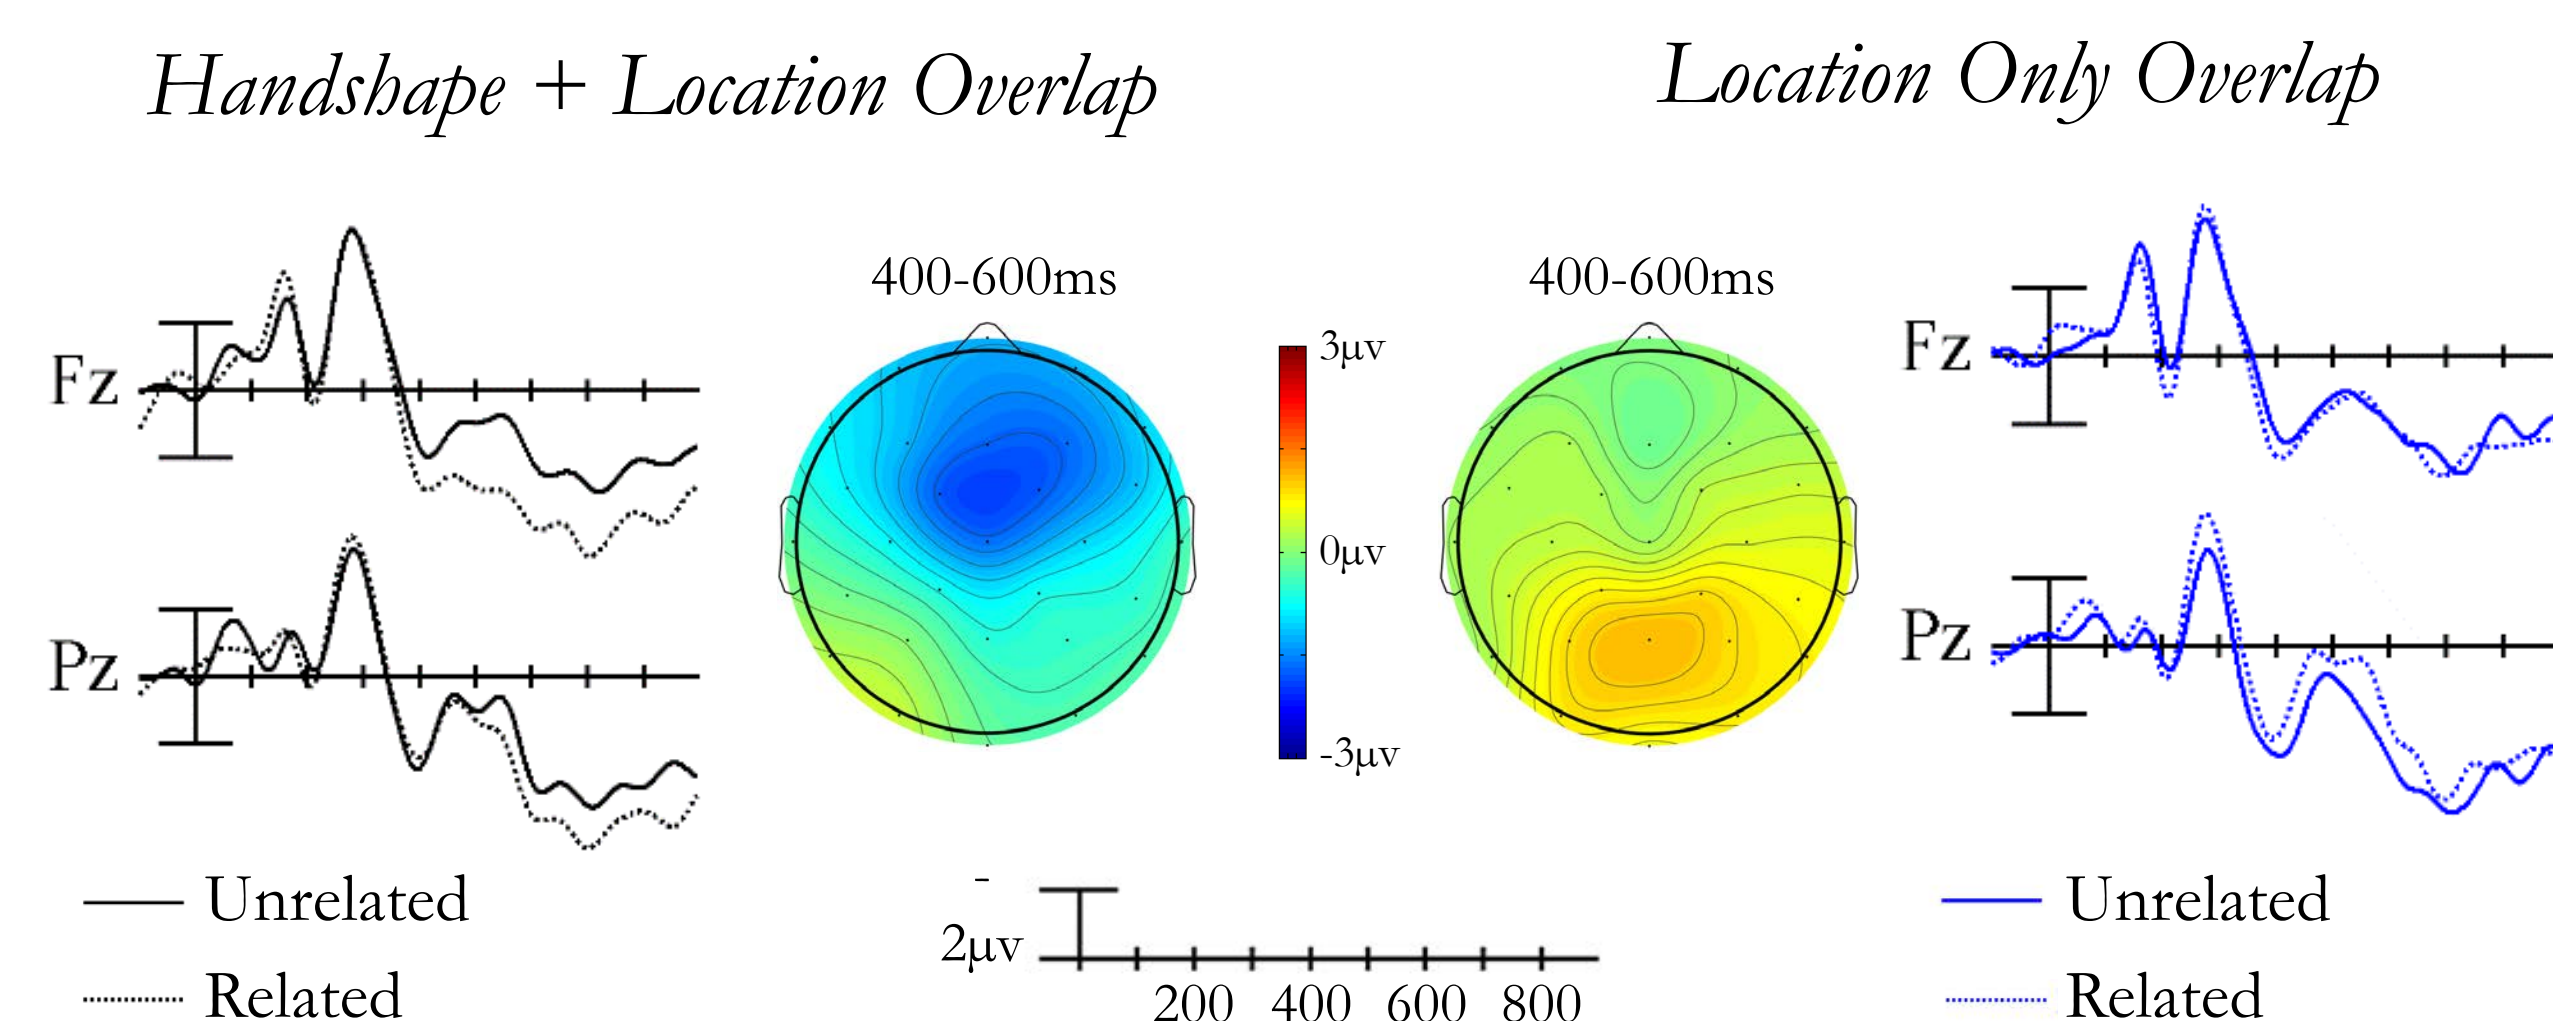 Handshape + Location Overlap
Location Only Overlap
400-600ms
400-600ms
Fz
Pz
3μv
0μv
-3μv
Fz
Pz
Unrelated
Related
-
2μv
200 400 600 800
Unrelated
Related